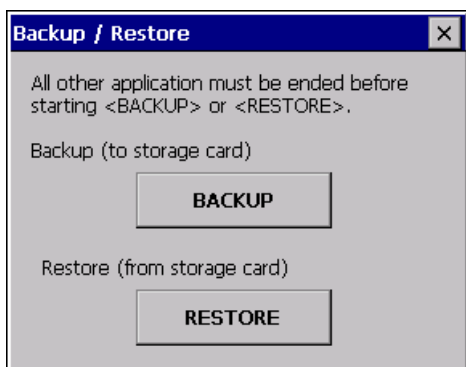 Backup / Restore
All other application must be ended before
starting <BACKUP> or <RESTORE>.
Backup (to storage card)
BACKUP
Restore (from storage card)
RESTORE